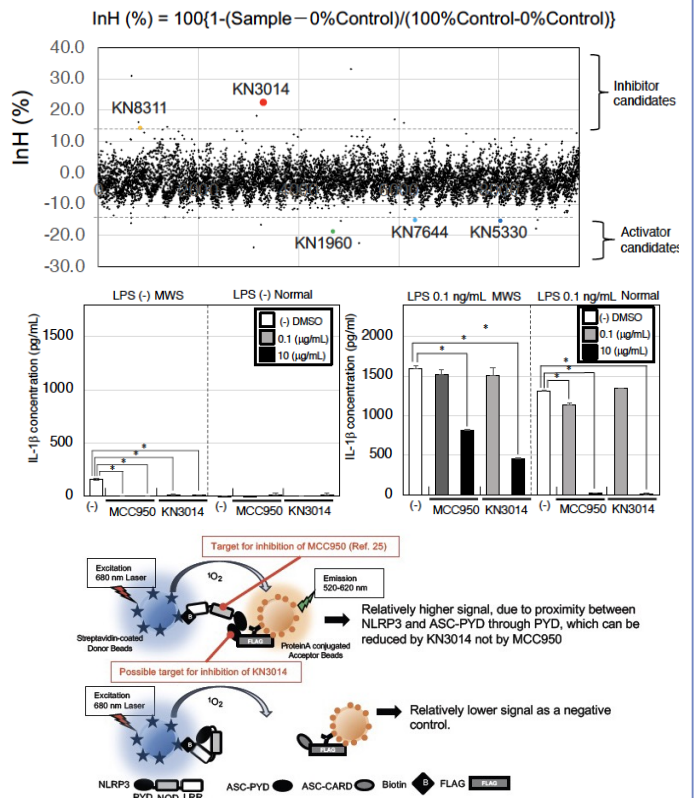 InH (%) = 100{1-(Sample－0%Control)/(100%Control-0%Control)}
40.0
30.0
20.0
10.0
0.0
-10.0
-20.0
-30.0
InH (%)
KN8311
KN3014
KN1960
KN7644
KN5330
Inhibitor
candidates
Activator
candidates
LPS (-) MWS
LPS (-) Normal
(-) DMSO
0.1 (μg/mL)
10 (μg/mL)
IL-1β concentration (pg/mL)
1500
1000
500
0
* * * *
(-)
MCC950
KN3014
(-)
MCC950
KN3014
LPS 0.1 ng/mL MWS
LPS 0.1 ng/mL Normal
(-) DMSO
0.1 (μg/mL)
10 (μg/mL)
IL-1β concentration (pg/ml)
2000
1500
1000
500
0
* * * * *
(-)
MCC950
KN3014
(-)
MCC950
KN3014
Target for inhibition of MCC950 (Ref. 25)
Excitation
680 nm Laser
¹O₂
Emission
520-620 nm
B
FLAG
Streptavidin-coated
Donor Beads
ProteinA conjugated
Acceptor Beads
Relatively higher signal, due to proximity between
NLRP3 and ASC-PYD through PYD, which can be
reduced by KN3014 not by MCC950
Possible target for inhibition of KN3014
Excitation
680 nm Laser
¹O₂
B
FLAG
Relatively lower signal as a negative
control.
NLRP3
PYD NOD LRR
ASC-PYD
ASC-CARD
Biotin
B
FLAG
FLAG